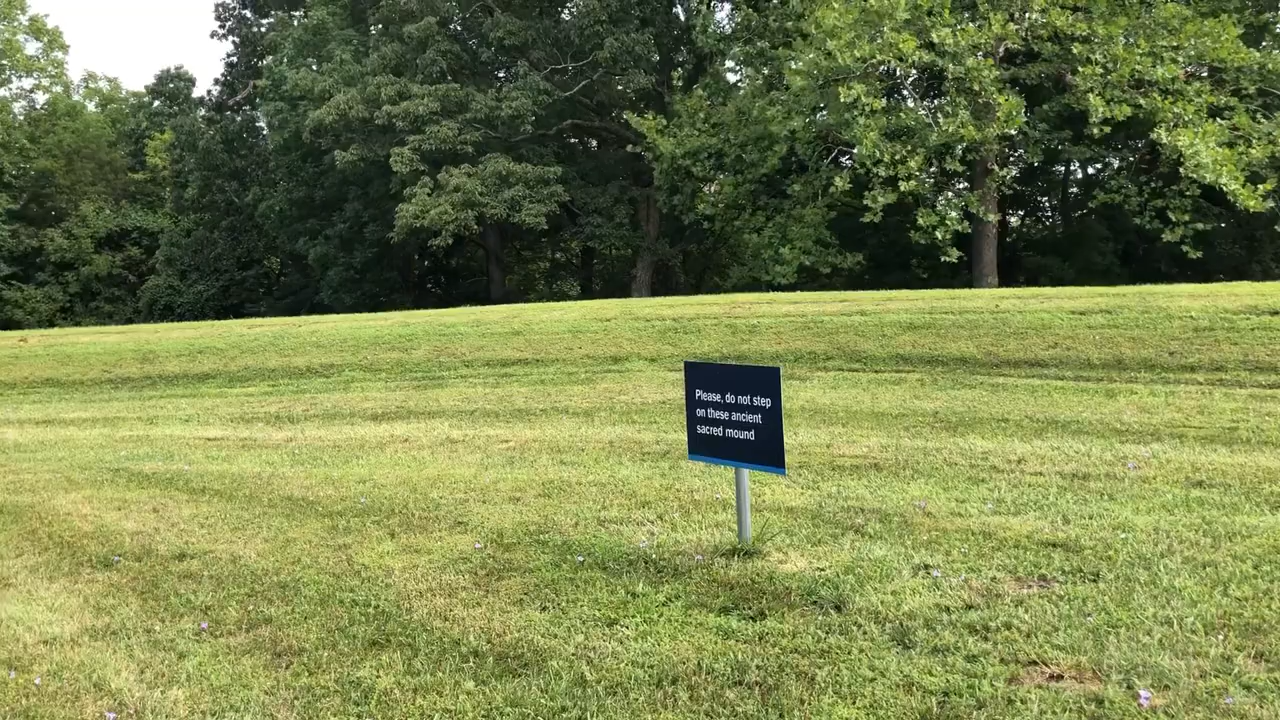 Please, do not step
on these ancient
sacred mound